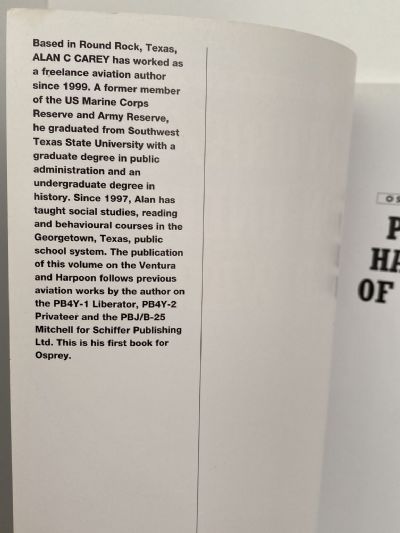 Based in Round Rock, Texas,
ALAN C CAREY has worked as
a freelance aviation author
since 1999. A former member
of the US Marine Corps
Reserve and Army Reserve,
he graduated from Southwest
Texas State University with a
graduate degree in public
administration and an
undergraduate degree in
history. Since 1997, Alan has
taught social studies, reading
and behavioural courses in the
Georgetown, Texas, public
school system. The publication
of this volume on the Ventura
and Harpoon follows previous
aviation works by the author on
the PB4Y-1 Liberator, PB4Y-2
Privateer and the PBJ/B-25
Mitchell for Schiffer Publishing
Ltd. This is his first book for
Osprey.
OS
P
HA
OF